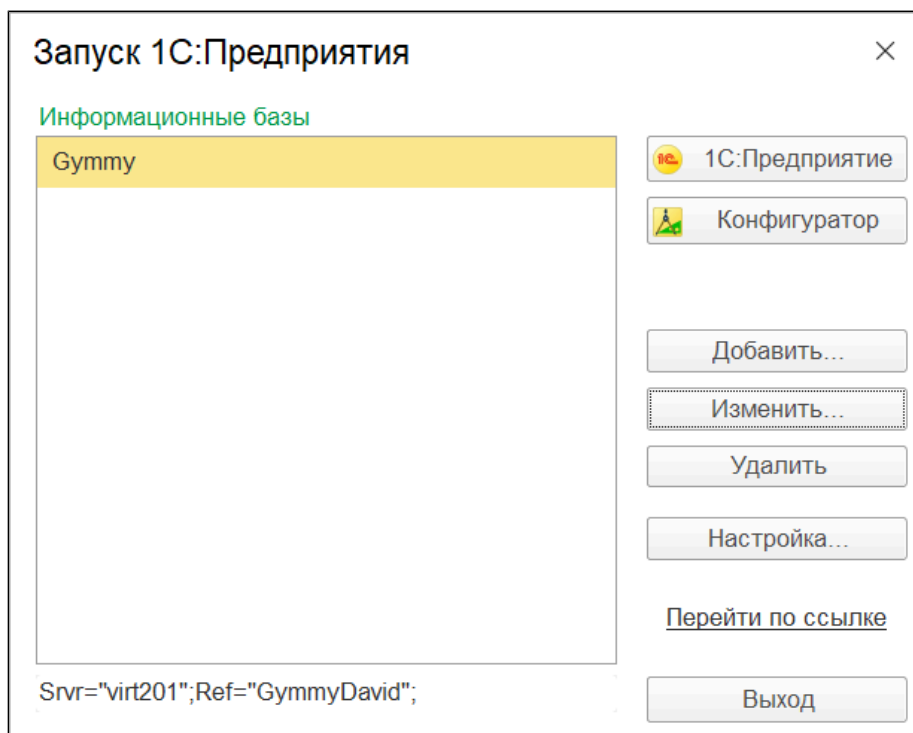 Запуск 1С:Предприятия
Информационные базы
Gymmy
1С:Предприятие
Конфигуратор
Добавить...
Изменить...
Удалить
Настройка...
Перейти по ссылке
Srvr="virt201";Ref="GymmyDavid";
Выход